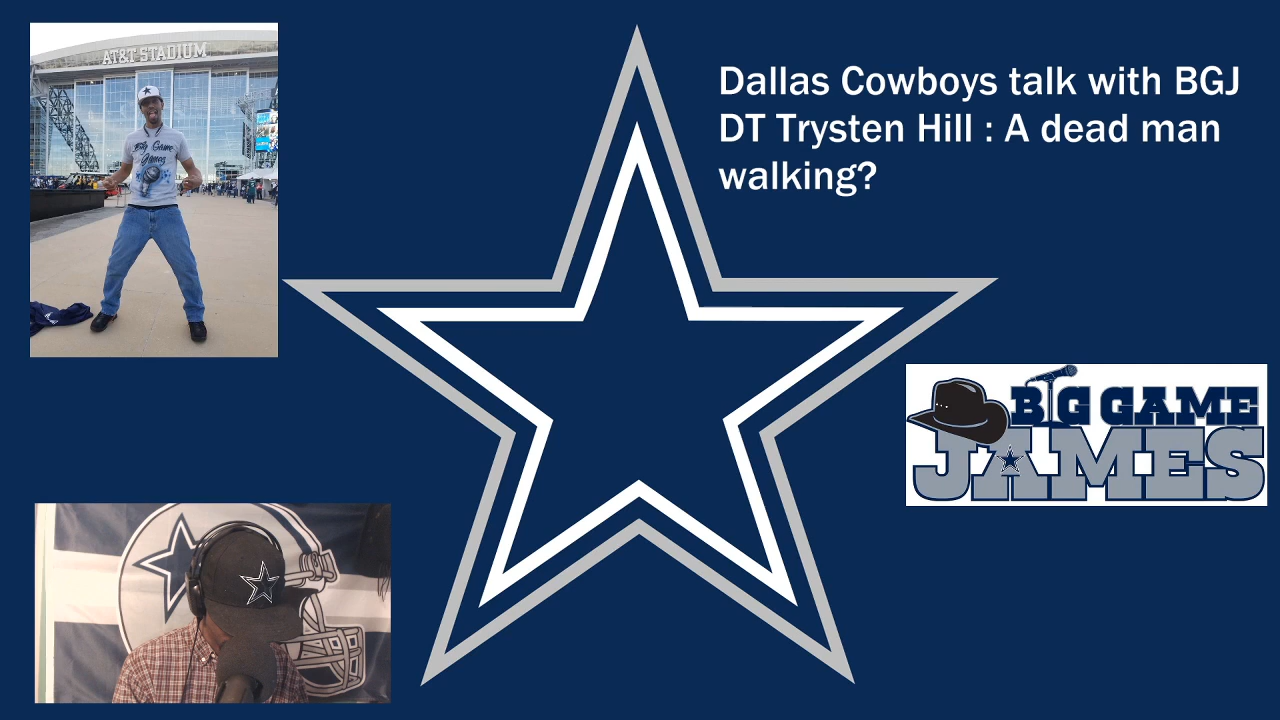 AT&T STADIUM
Big Game
James
Dallas Cowboys talk with BGJ
DT Trysten Hill : A dead man
walking?
BIG GAME
JAMES